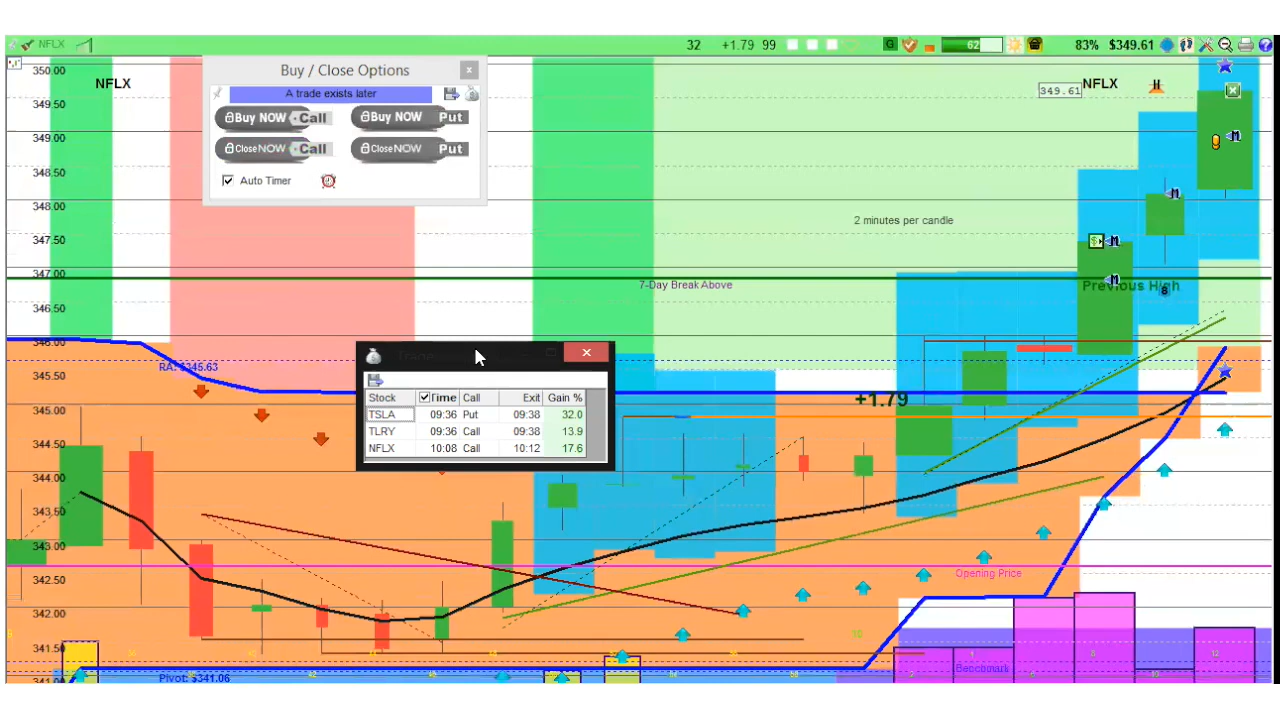 NFLX
32 +1.79 99
G
62
83% $349.61
Buy / Close Options
A trade exists later
Buy NOW Call
Buy NOW Put
Close NOW Call
Close NOW Put
Auto Timer
350.00
349.50
349.00
348.50
348.00
347.50
347.00
346.50
346.00
345.50
345.00
344.50
344.00
343.50
343.00
342.50
342.00
341.50
NFLX
349.61
NFLX
H
M
M
$
M
M
8
2 minutes per candle
7-Day Break Above
Previous High
RA: $345.63
+1.79
Trade
Stock Time Call Exit Gain %
TSLA 09:36 Put 09:38 32.0
TLRY 09:36 Call 09:38 13.9
NFLX 10:08 Call 10:12 17.6
Opening Price
10
Benchmark
Pivot: $341.06